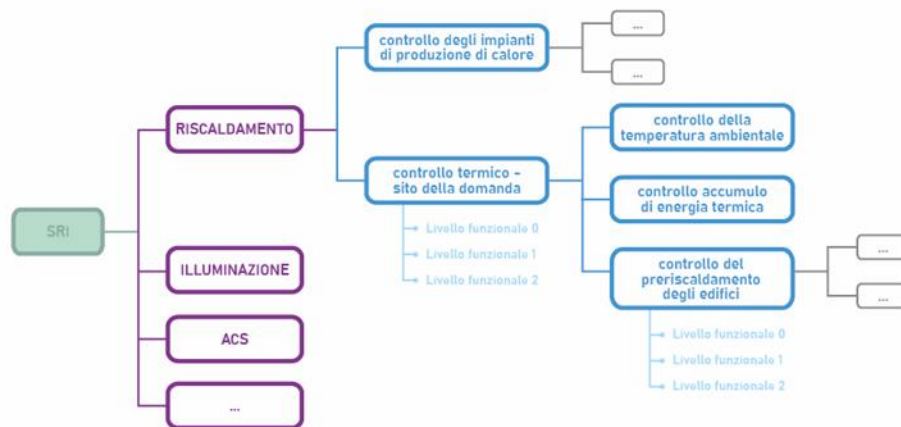 controllo degli impianti
di produzione di calore
...
...
RISCALDAMENTO
controllo della
temperatura ambientale
controllo termico -
sito della domanda
controllo accumulo
di energia termica
SRI
Livello funzionale 0
Livello funzionale 1
Livello funzionale 2
ILLUMINAZIONE
controllo del
preriscaldamento
degli edifici
...
...
ACS
Livello funzionale 0
Livello funzionale 1
Livello funzionale 2
...